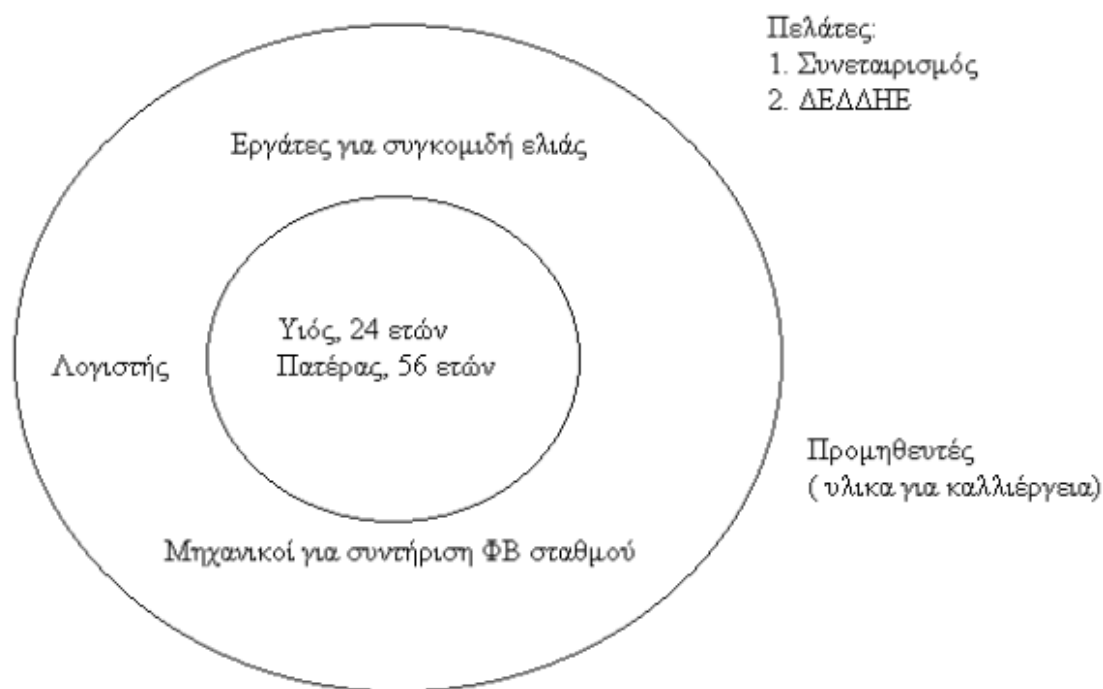 Πελάτες:
1. Συνεταιρισμός
2. ΔΕΔΔΗΕ
Εργάτες για συγκομιδή ελιάς
Υιός, 24 ετών
Πατέρας, 56 ετών
Λογιστής
Προμηθευτές
( υλικα για καλλιέργεια)
Μηχανικοί για συντήριση ΦΒ σταθμού